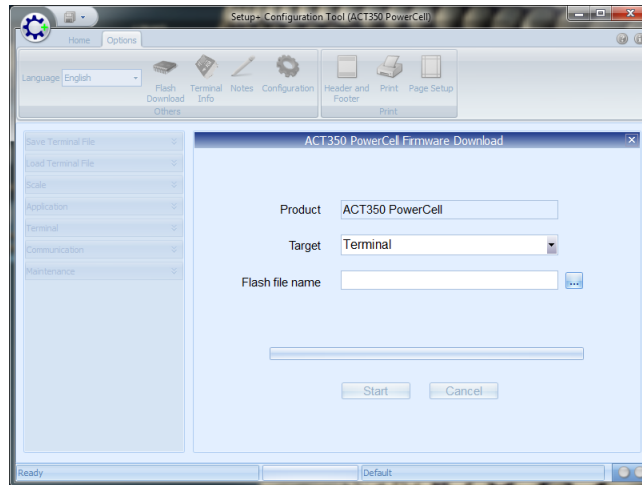 Setup+ Configuration Tool (ACT350 PowerCell)
Home Options
Language English
Flash Download
Terminal Info
Notes
Configuration
Header and Footer
Print
Page Setup
Others
Print
Save Terminal File
Load Terminal File
Scale
Application
Terminal
Communication
Maintenance
ACT350 PowerCell Firmware Download
Product ACT350 PowerCell
Target Terminal
Flash file name
...
Start Cancel
Ready Default